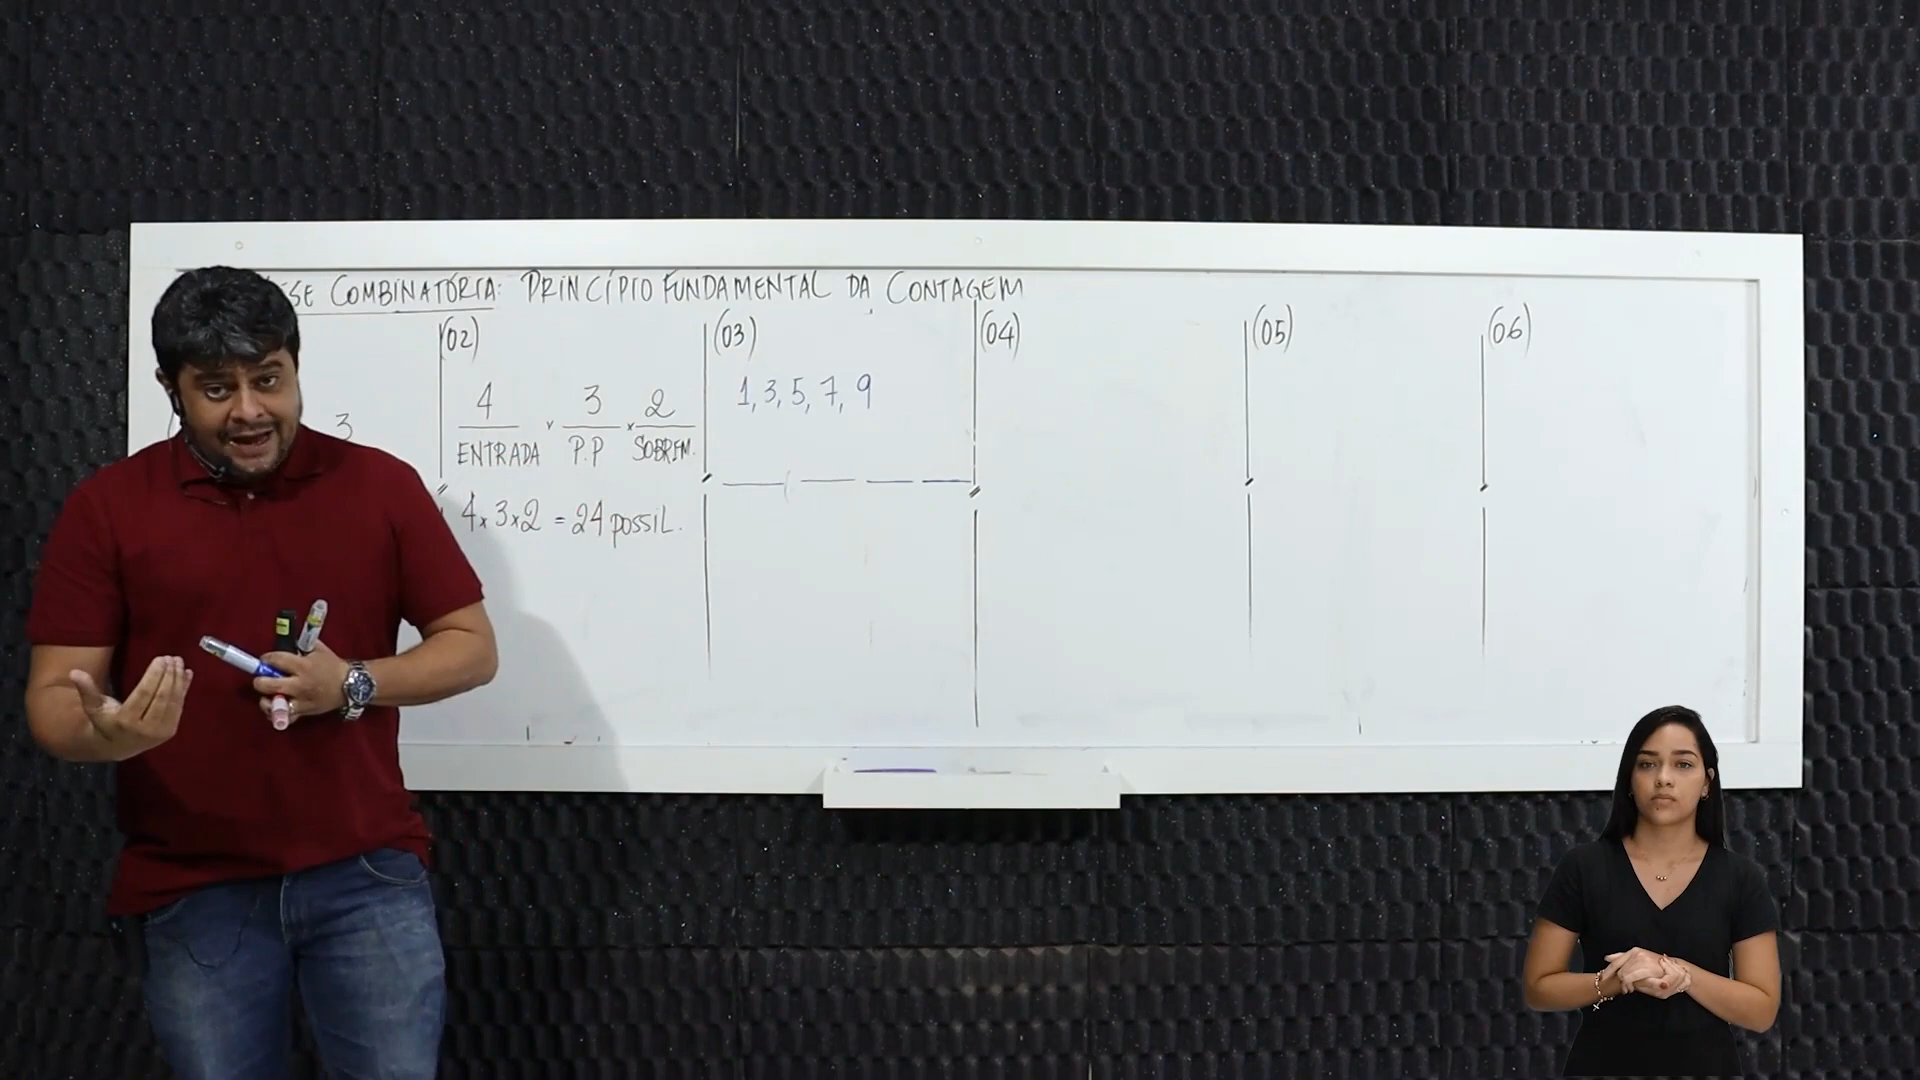 SE COMBINATÓRIA: PRINCÍPIO FUNDAMENTAL DA CONTAGEM
3
(02)
4 x 3 x 2
ENTRADA P.P SOBREM.
4 x 3 x 2 = 24 possiL.
(03)
1, 3, 5, 7, 9
(04)
(05)
(06)